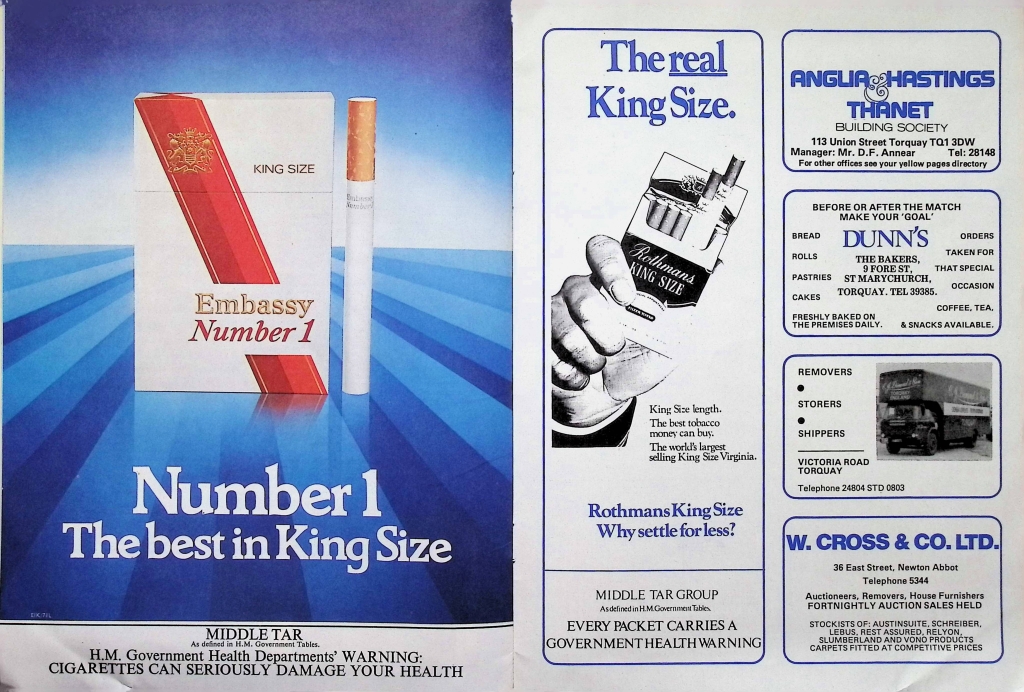 KING SIZE
Embassy
Number 1
Number 1
The best in King Size
MIDDLE TAR
As defined in H.M. Government Tables.
H.M. Government Health Departments' WARNING:
CIGARETTES CAN SERIOUSLY DAMAGE YOUR HEALTH
The real
King Size.
Rothmans
KING SIZE
King Size length.
The best tobacco
money can buy.
The world's largest
selling King Size Virginia.
Rothmans King Size
Why settle for less?
MIDDLE TAR GROUP
As defined in H.M. Government Tables.
EVERY PACKET CARRIES A
GOVERNMENT HEALTH WARNING
ANGLIA & HASTINGS
& THANET
BUILDING SOCIETY
113 Union Street Torquay TQ1 3DW
Manager: Mr. D.F. Annear Tel: 28148
For other offices see your yellow pages directory
BEFORE OR AFTER THE MATCH
MAKE YOUR 'GOAL'
DUNN'S
THE BAKERS,
9 FORE ST,
ST MARYCHURCH,
TORQUAY. TEL 39385.
BREAD
ROLLS
PASTRIES
CAKES
FRESHLY BAKED ON
THE PREMISES DAILY.
ORDERS
TAKEN FOR
THAT SPECIAL
OCCASION
COFFEE, TEA,
& SNACKS AVAILABLE.
REMOVERS
STORERS
SHIPPERS
VICTORIA ROAD
TORQUAY
Telephone 24804 STD 0803
W. CROSS & CO. LTD.
36 East Street, Newton Abbot
Telephone 5344
Auctioneers, Removers, House Furnishers
FORTNIGHTLY AUCTION SALES HELD
STOCKISTS OF: AUSTINSUITE, SCHREIBER,
LEBUS, REST ASSURED, RELYON,
SLUMBERLAND AND VONO PRODUCTS
CARPETS FITTED AT COMPETITIVE PRICES